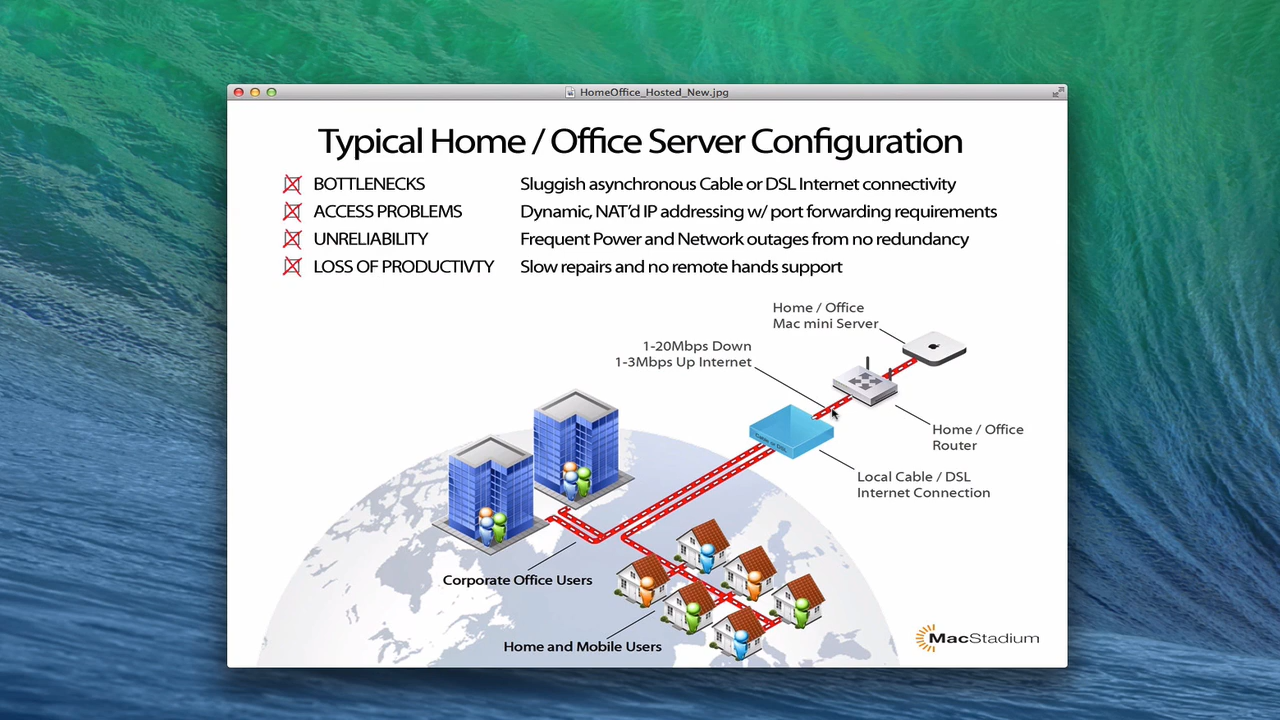 HomeOffice_Hosted_New.jpg
Typical Home / Office Server Configuration
BOTTLENECKS Sluggish asynchronous Cable or DSL Internet connectivity
ACCESS PROBLEMS Dynamic, NAT'd IP addressing w/ port forwarding requirements
UNRELIABILITY Frequent Power and Network outages from no redundancy
LOSS OF PRODUCTIVTY Slow repairs and no remote hands support
Home / Office
Mac mini Server
1-20Mbps Down
1-3Mbps Up Internet
Cable or DSL
Home / Office
Router
Local Cable / DSL
Internet Connection
Corporate Office Users
Home and Mobile Users
MacStadium